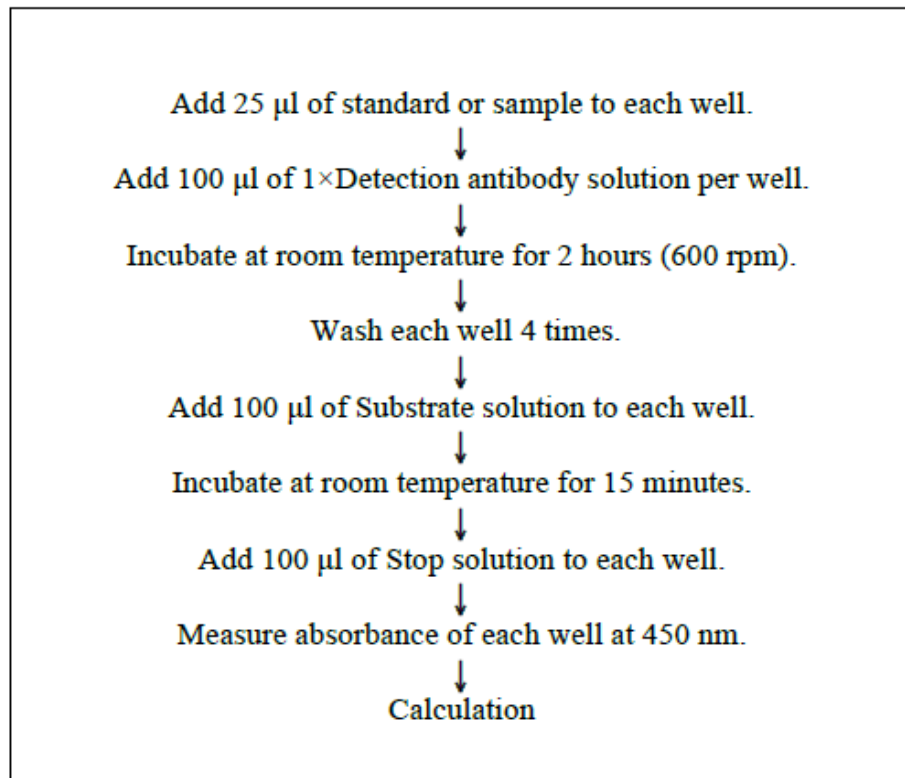 Add 25 μl of standard or sample to each well.
↓
Add 100 μl of 1×Detection antibody solution per well.
↓
Incubate at room temperature for 2 hours (600 rpm).
↓
Wash each well 4 times.
↓
Add 100 μl of Substrate solution to each well.
↓
Incubate at room temperature for 15 minutes.
↓
Add 100 μl of Stop solution to each well.
↓
Measure absorbance of each well at 450 nm.
↓
Calculation